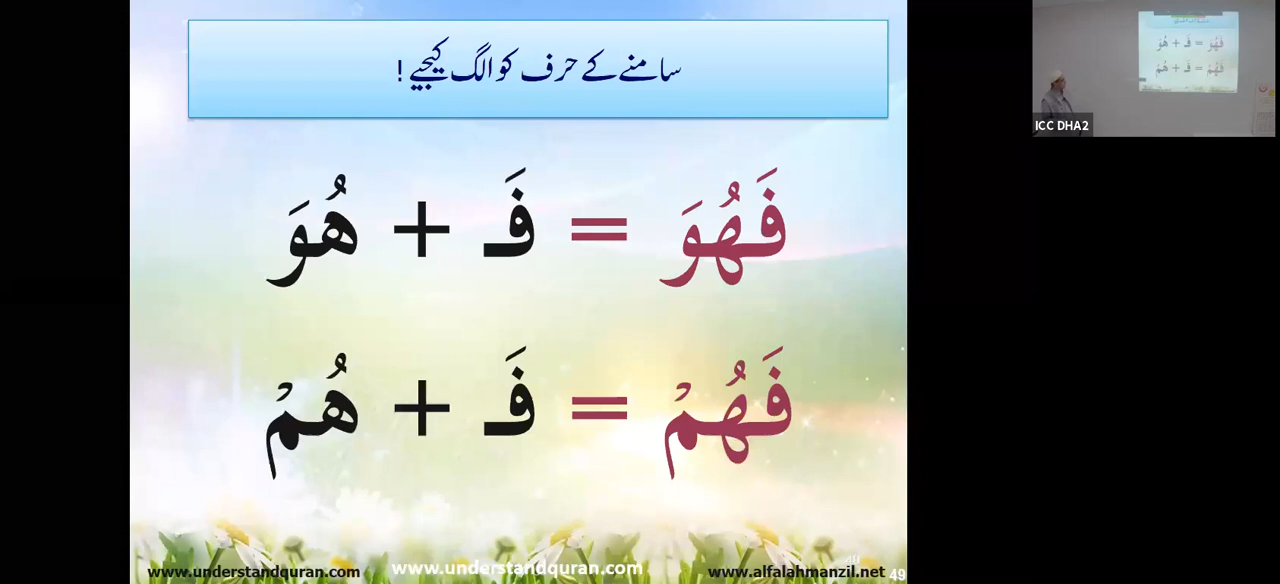 سامنے کے حرف کو الگ کیجیے !
فَهُوَ = فَـ + هُوَ
فَهُمْ = فَـ + هُمْ
www.understandquran.com
www.understandquran.com
www.alfalahmanzil.net 49
ICC DHA2
فَهُوَ = فَـ + هُوَ
فَهُمْ = فَـ + هُمْ